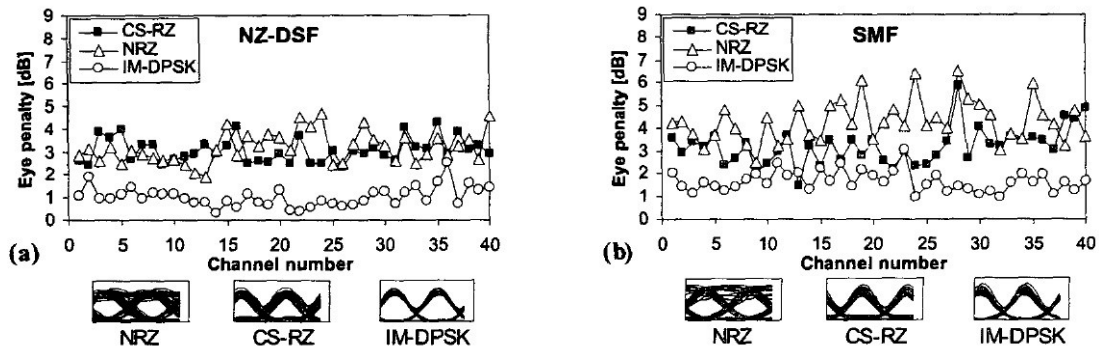 Eye penalty [dB]
9
8
7
6
5
4
3
2
1
0
CS-RZ
NRZ
IM-DPSK
NZ-DSF
0 5 10 15 20 25 30 35 40
Channel number
(a)
NRZ
CS-RZ
IM-DPSK
Eye penalty [dB]
9
8
7
6
5
4
3
2
1
0
CS-RZ
NRZ
IM-DPSK
SMF
0 5 10 15 20 25 30 35 40
Channel number
(b)
NRZ
CS-RZ
IM-DPSK